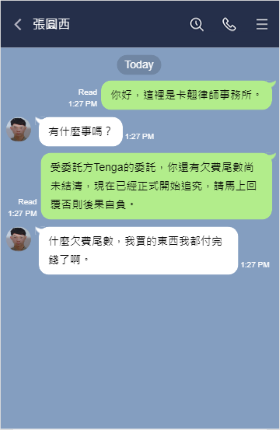 張圓西
Today
Read
1:27 PM
你好，這裡是卡翹律師事務所。
有什麼事嗎？
1:27 PM
受委託方Tenga的委託，你還有欠費尾數尚
未結清，現在已經正式開始追究，請馬上回
覆否則後果自負。
Read
1:27 PM
什麼欠費尾數，我買的東西我都付完
錢了啊。
1:27 PM